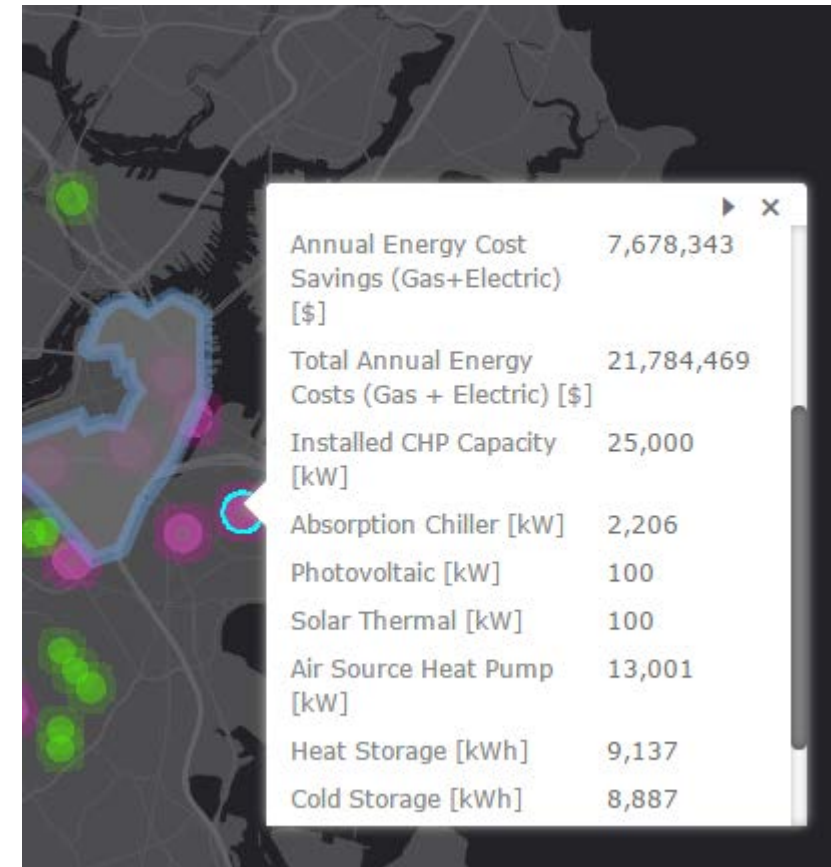 Annual Energy Cost 7,678,343
Savings (Gas+Electric)
[$]
Total Annual Energy 21,784,469
Costs (Gas + Electric) [$]
Installed CHP Capacity 25,000
[kW]
Absorption Chiller [kW] 2,206
Photovoltaic [kW] 100
Solar Thermal [kW] 100
Air Source Heat Pump 13,001
[kW]
Heat Storage [kWh] 9,137
Cold Storage [kWh] 8,887